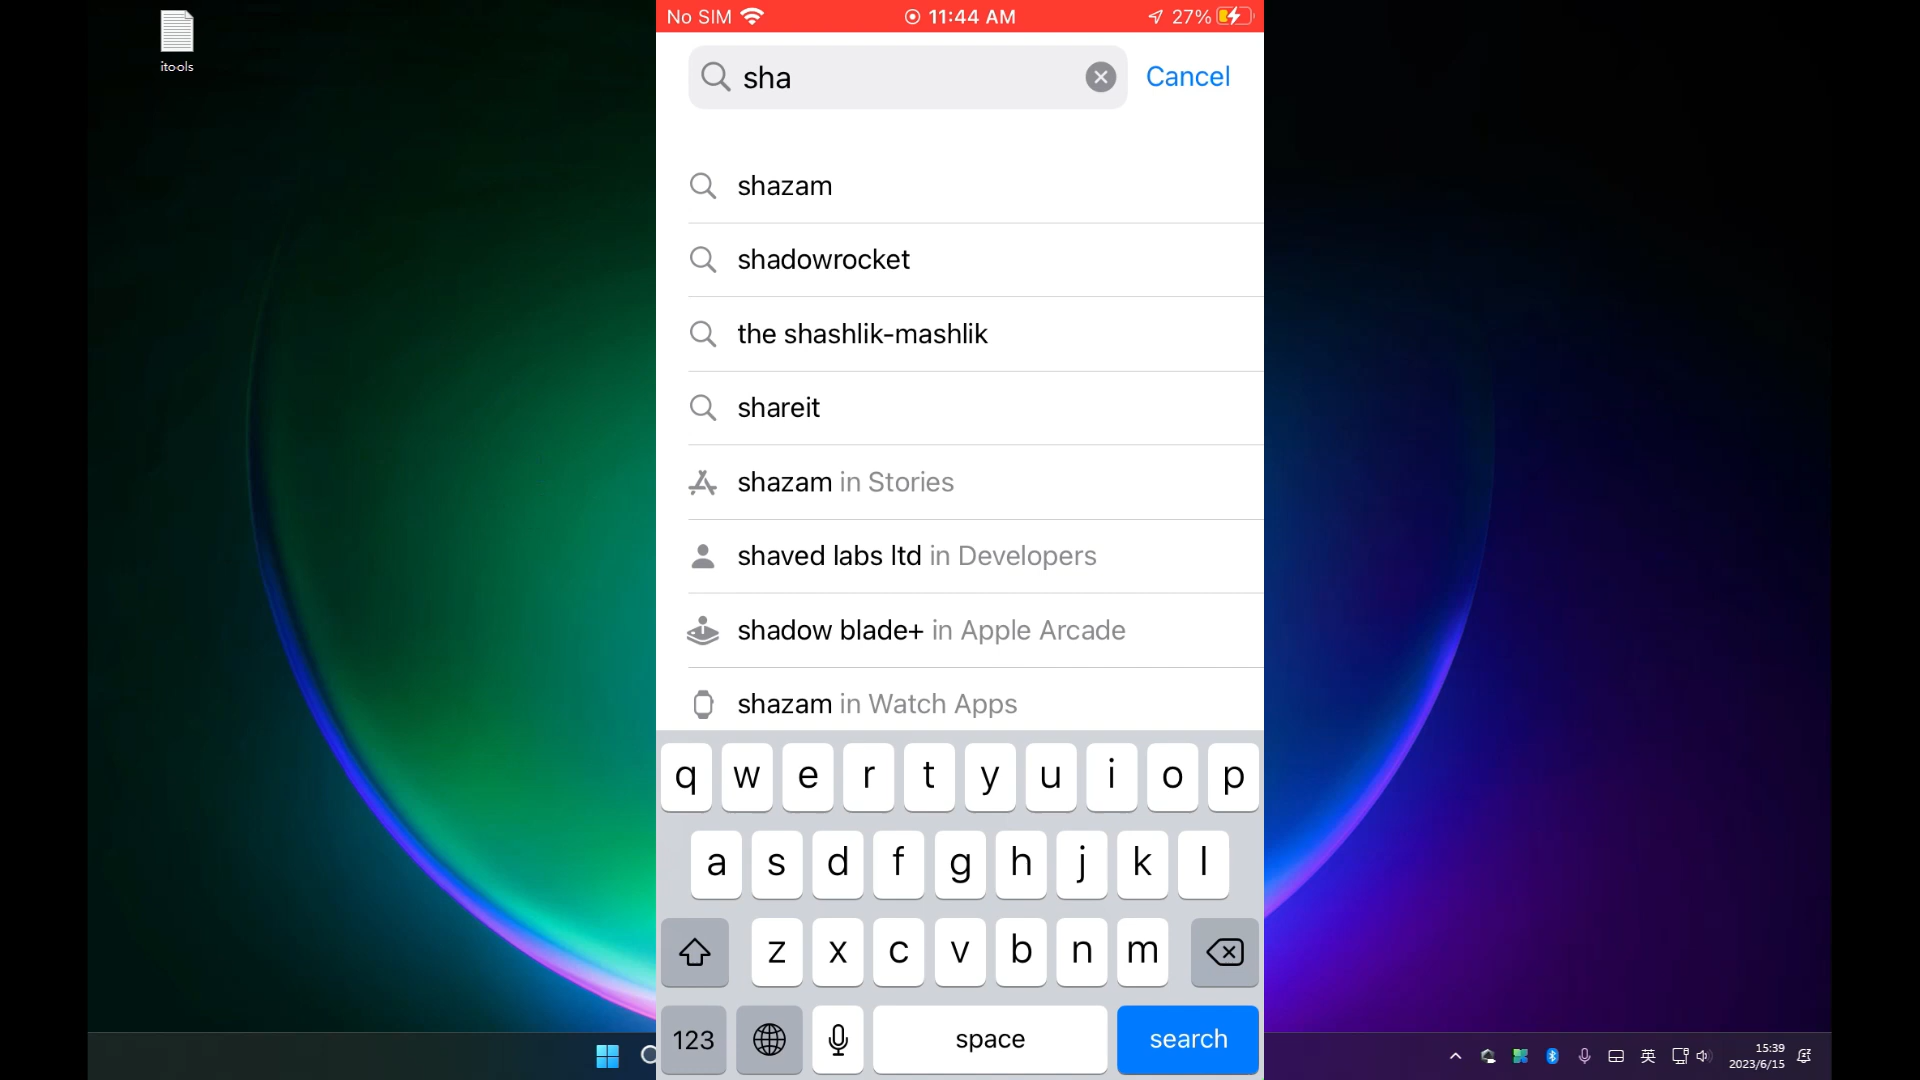 itools
No SIM 11:44 AM 27%
sha Cancel
shazam
shadowrocket
the shashlik-mashlik
shareit
shazam in Stories
shaved labs ltd in Developers
shadow blade+ in Apple Arcade
shazam in Watch Apps
q w e r t y u i o p
a s d f g h j k l
z x c v b n m
123 space search
英 15:39
2023/6/15